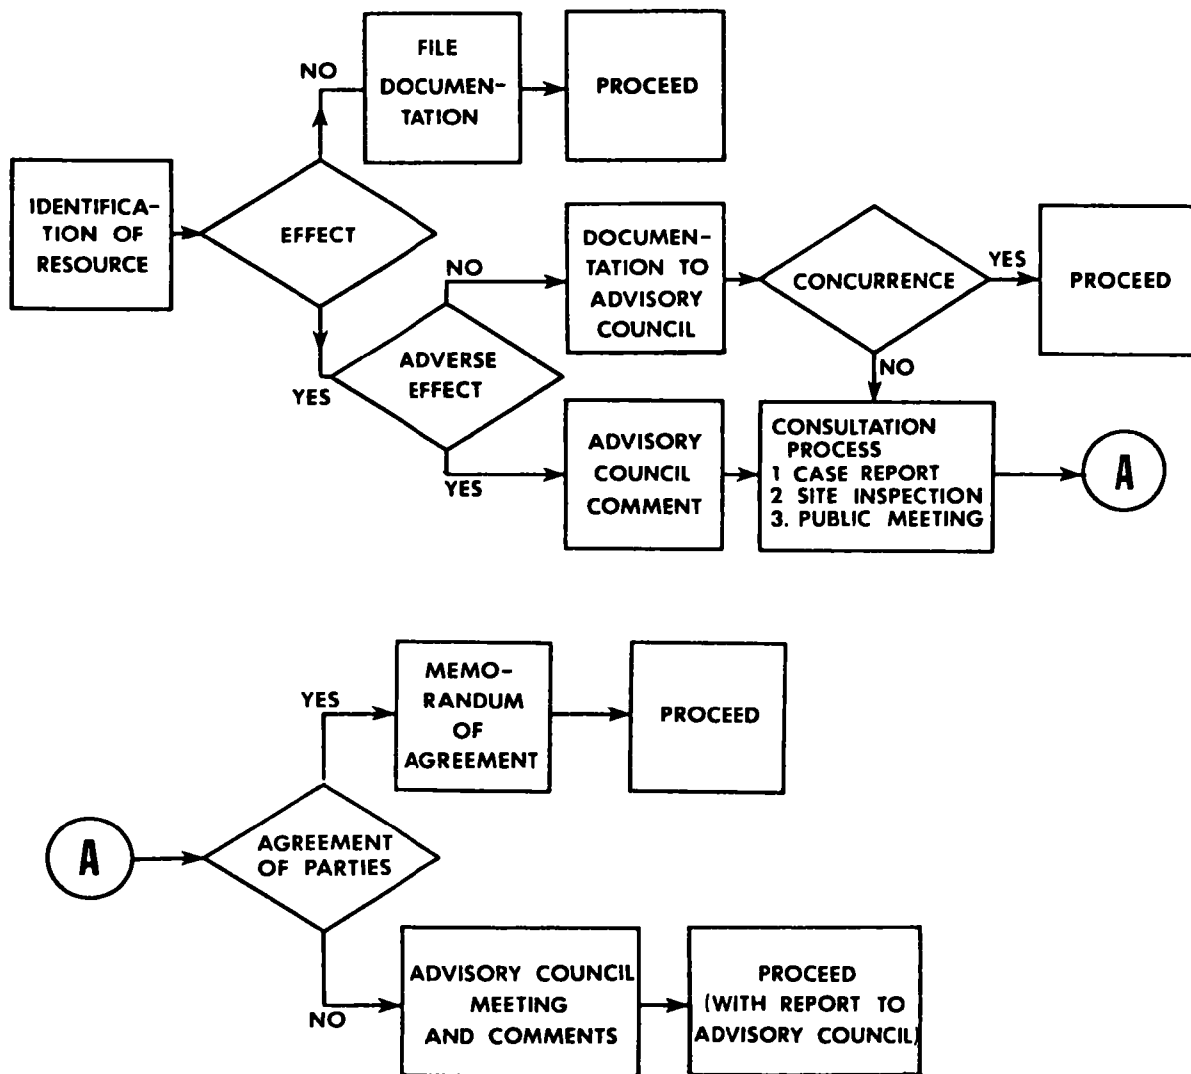 FILE
DOCUMEN-
TATION
NO
PROCEED
IDENTIFICA-
TION OF
RESOURCE
EFFECT
NO
DOCUMEN-
TATION TO
ADVISORY
COUNCIL
CONCURRENCE
YES
PROCEED
YES
ADVERSE
EFFECT
NO
YES
ADVISORY
COUNCIL
COMMENT
CONSULTATION
PROCESS
1 CASE REPORT
2 SITE INSPECTION
3. PUBLIC MEETING
A
A
AGREEMENT
OF PARTIES
YES
MEMO-
RANDUM
OF
AGREEMENT
PROCEED
NO
ADVISORY COUNCIL
MEETING
AND COMMENTS
PROCEED
(WITH REPORT TO
ADVISORY COUNCIL)